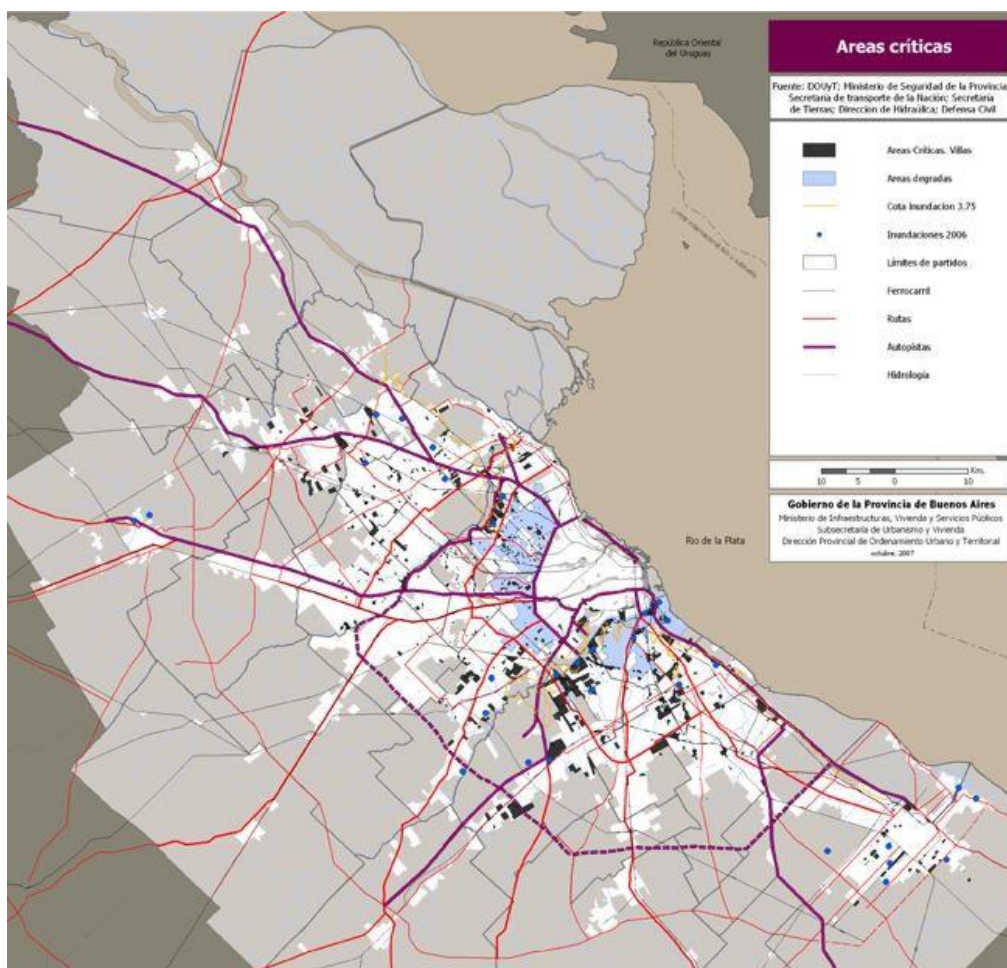 República Oriental
del Uruguay
Areas críticas
Fuente: DOUyT; Ministerio de Seguridad de la Provincia
Secretaría de transporte de la Nación; Secretaría
de Tierras; Dirección de Hidraúlica; Defensa Civil
Areas Críticas. Villas
Areas degradas
Cota inundacion 3.75
Inundaciones 2006
Límites de partidos
Ferrocarril
Rutas
Autopistas
Hidrología
Km.
10 5 0 10
Gobierno de la Provincia de Buenos Aires
Ministerio de Infraestructuras, Vivienda y Servicios Públicos
Subsecretaría de Urbanismo y Vivienda
Dirección Provincial de Ordenamiento Urbano y Territorial
octubre, 2007
Rio de la Plata